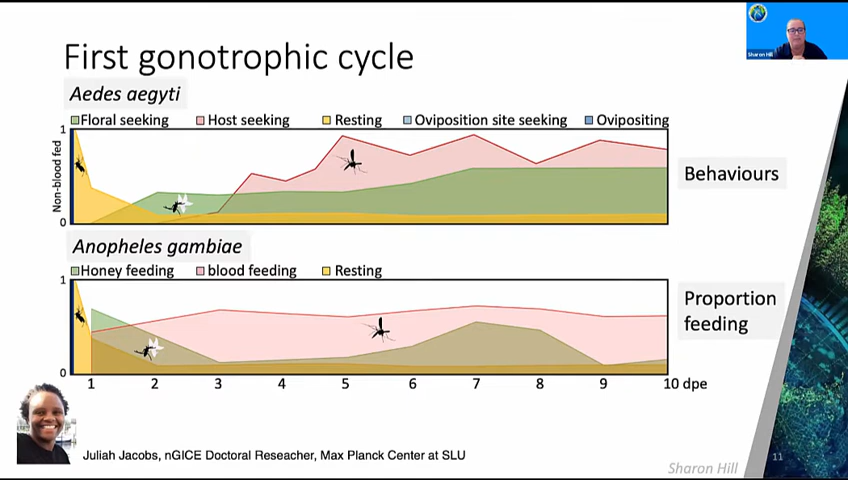 First gonotrophic cycle
Sharon Hill
Aedes aegyti
Floral seeking Host seeking Resting Oviposition site seeking Ovipositing
1
Non-blood fed
0
Behaviours
Anopheles gambiae
Honey feeding blood feeding Resting
1
0
Proportion
feeding
1 2 3 4 5 6 7 8 9 10 dpe
Juliah Jacobs, nGICE Doctoral Reseacher, Max Planck Center at SLU
Sharon Hill
11